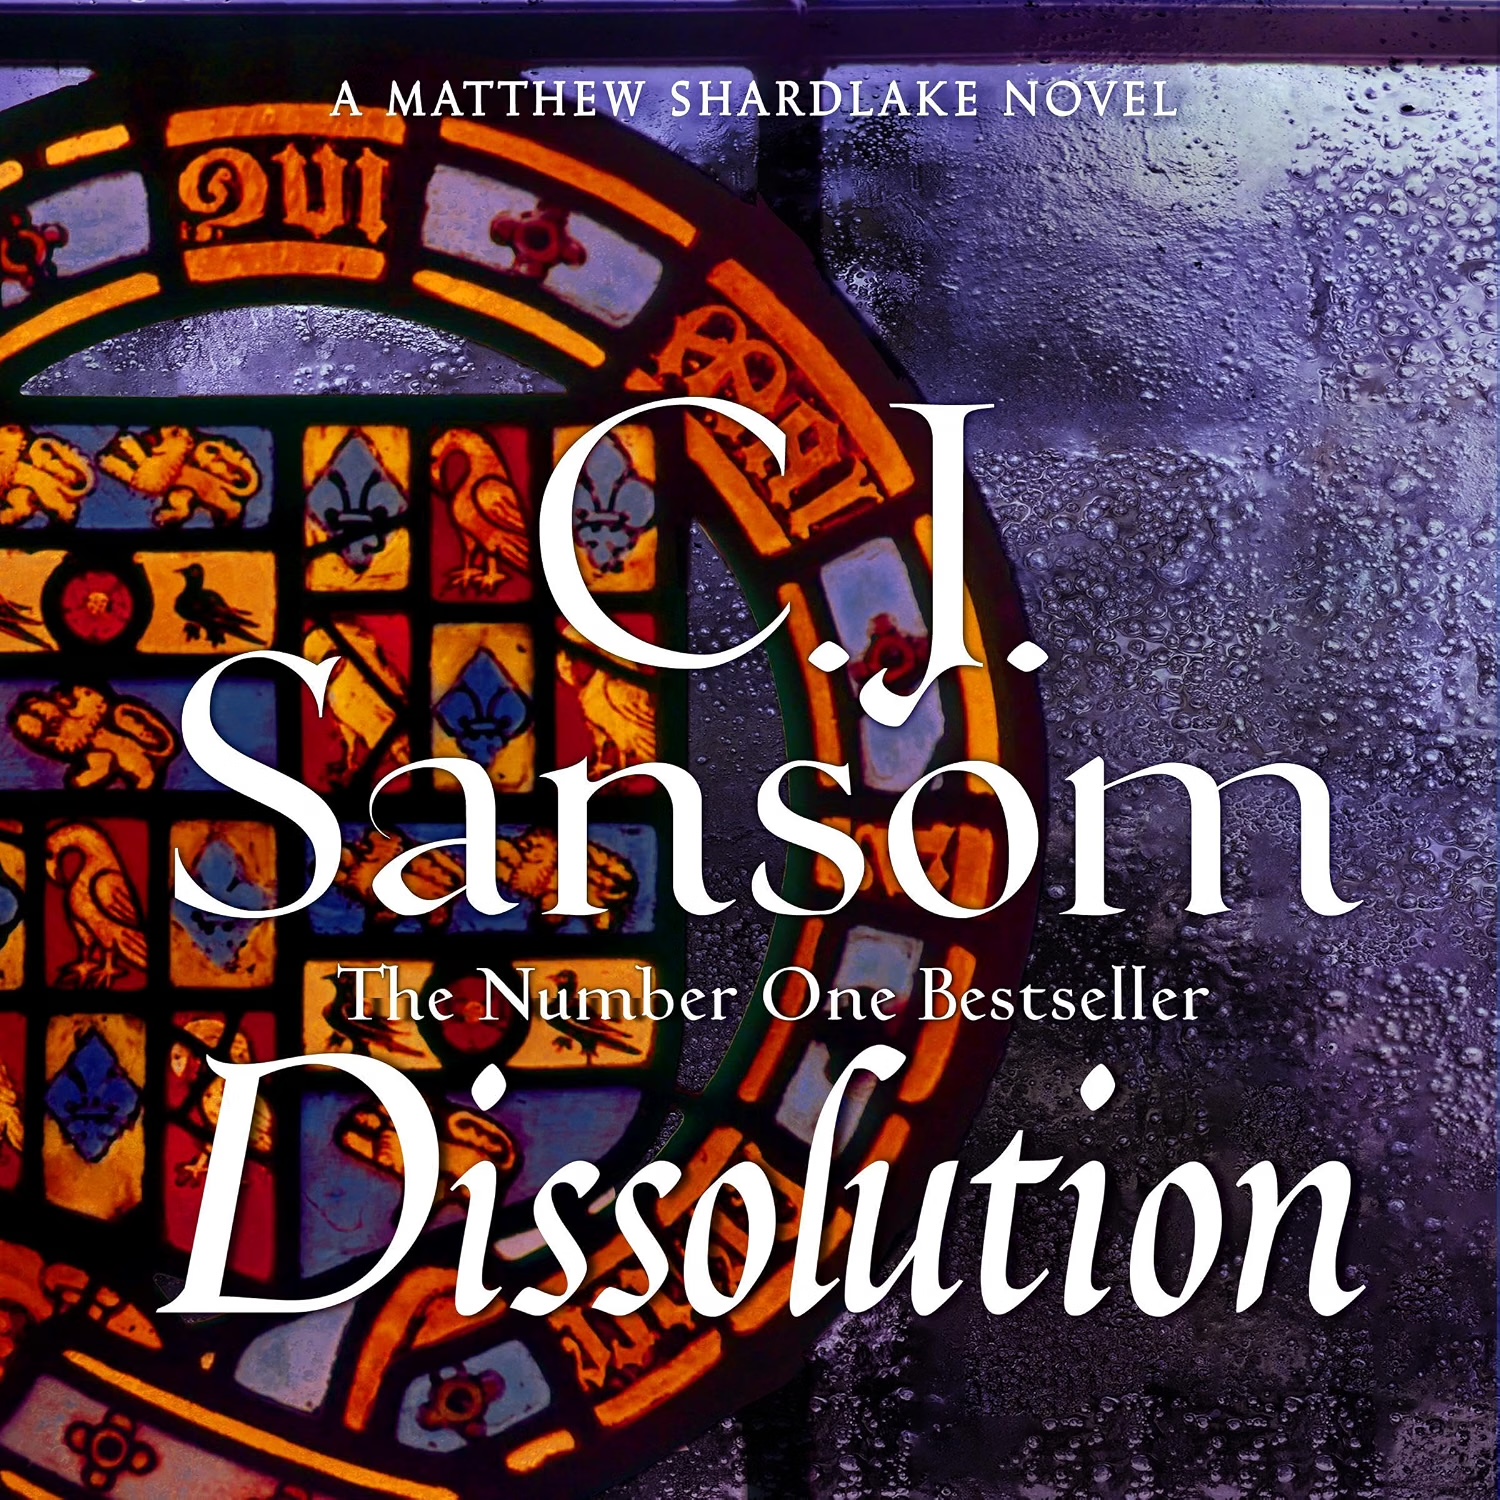 A MATTHEW SHARDLAKE NOVEL
C.J.
Sansom
The Number One Bestseller
Dissolution